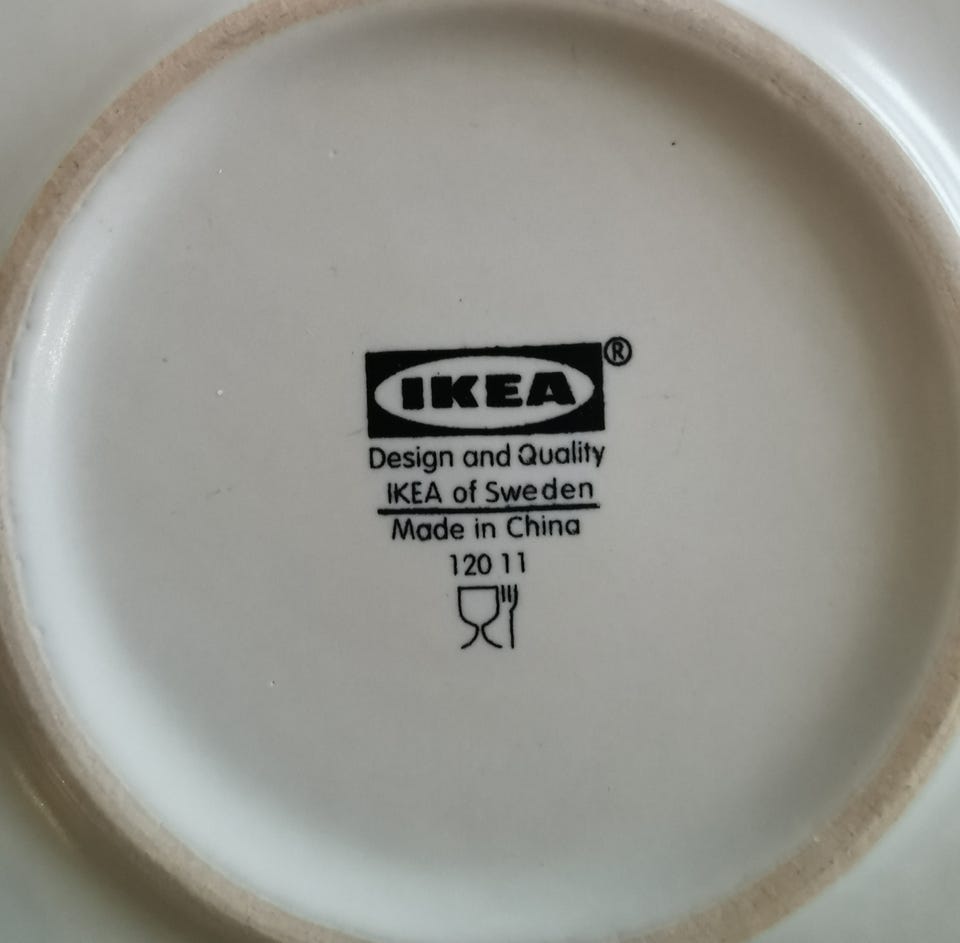 IKEA®
Design and Quality
IKEA of Sweden
Made in China
120 11